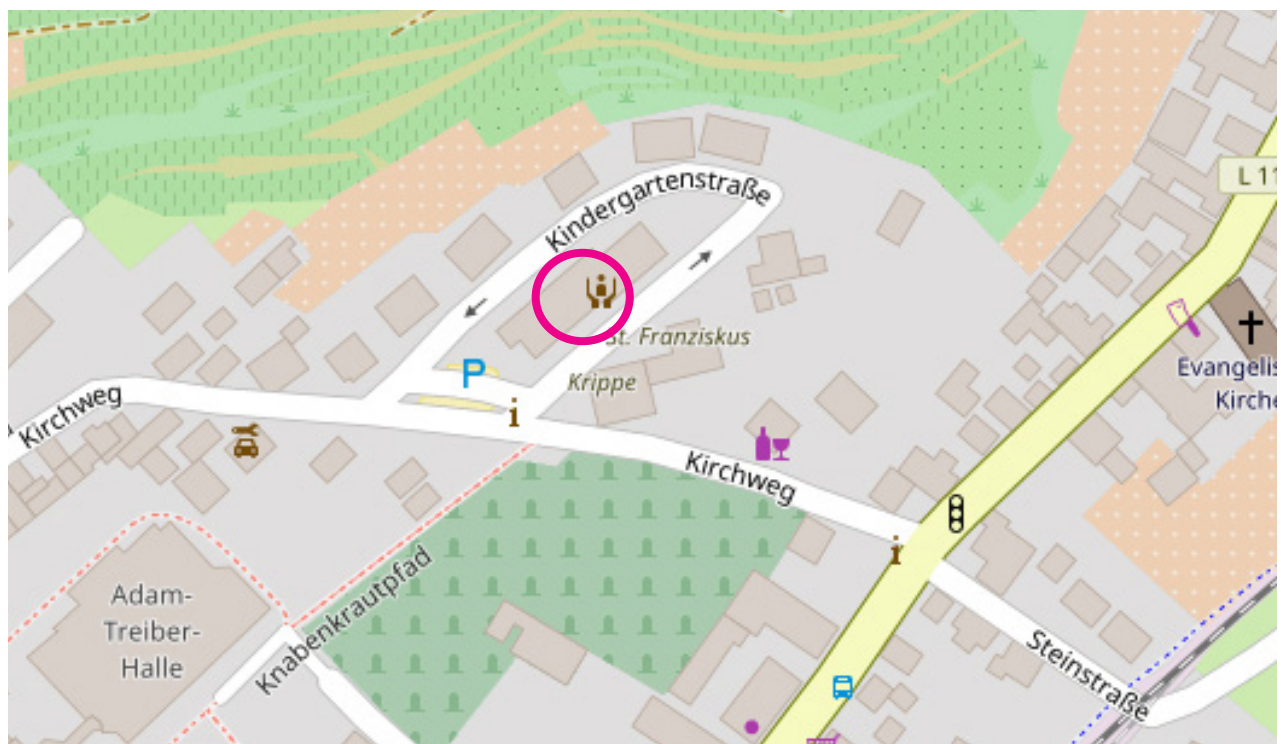 L 11
Kindergartenstraße
St. Franziskus
Krippe
P
i
Kirchweg
Kirchweg
Evangelis
Kirche
i
Adam-
Treiber-
Halle
Knabenkrautpfad
Steinstraße